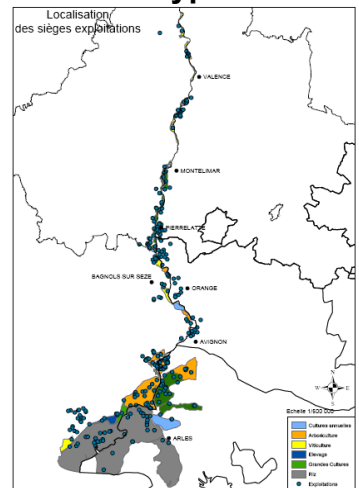 Localisation
des sièges exploitations
VALENCE
MONTELIMAR
PIERRELATTE
BAGNOLS SUR SEZE
ORANGE
AVIGNON
ARLES
W
E
S
Echelle 1/600 000
Cultures annuelles
Arboriculture
Viticulture
Elevage
Grandes Cultures
Riz
Exploitations